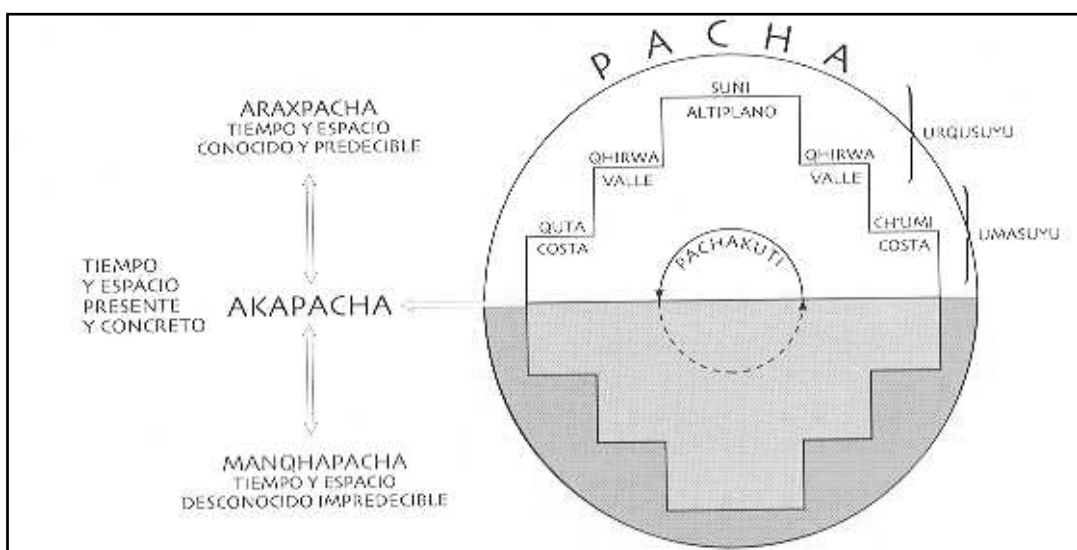 PACHA
ARAXPACHA
TIEMPO Y ESPACIO
CONOCIDO Y PREDECIBLE
TIEMPO
Y ESPACIO
PRESENTE
Y CONCRETO
AKAPACHA
MANQHAPACHA
TIEMPO Y ESPACIO
DESCONOCIDO IMPREDECIBLE
SUNI
ALTIPLANO
QHIRWA
VALLE
QHIRWA
VALLE
QUTA
COSTA
CH'UMI
COSTA
PACHAKUTI
URQUSUYU
UMASUYU